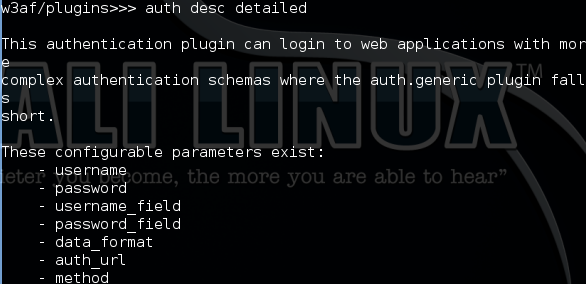 w3af/plugins>>> auth desc detailed
This authentication plugin can login to web applications with mor
e
complex authentication schemas where the auth.generic plugin fall
s
short.
ALI LINUX™
These configurable parameters exist:
- username
eter you become, the more you are able to hear”
- password
- username_field
- password_field
- data_format
- auth_url
- method